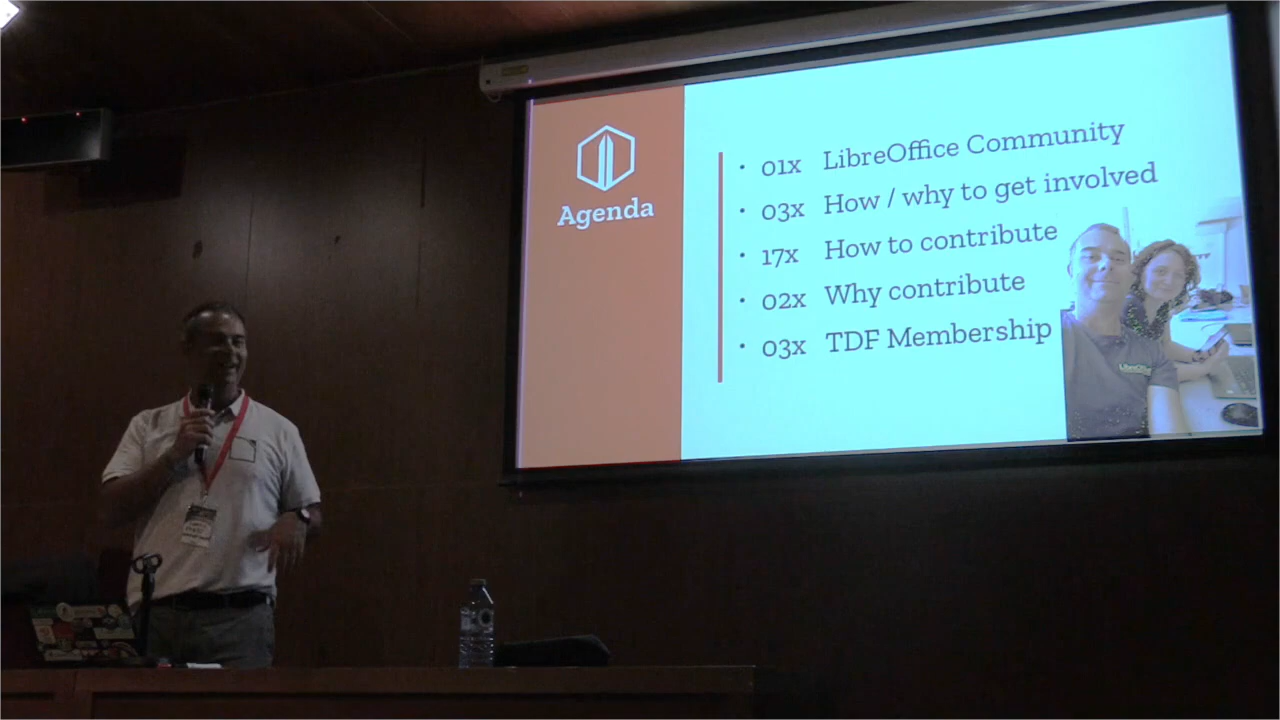 Agenda
• 01x LibreOffice Community
• 03x How / why to get involved
• 17x How to contribute
• 02x Why contribute
• 03x TDF Membership
LibreOffice